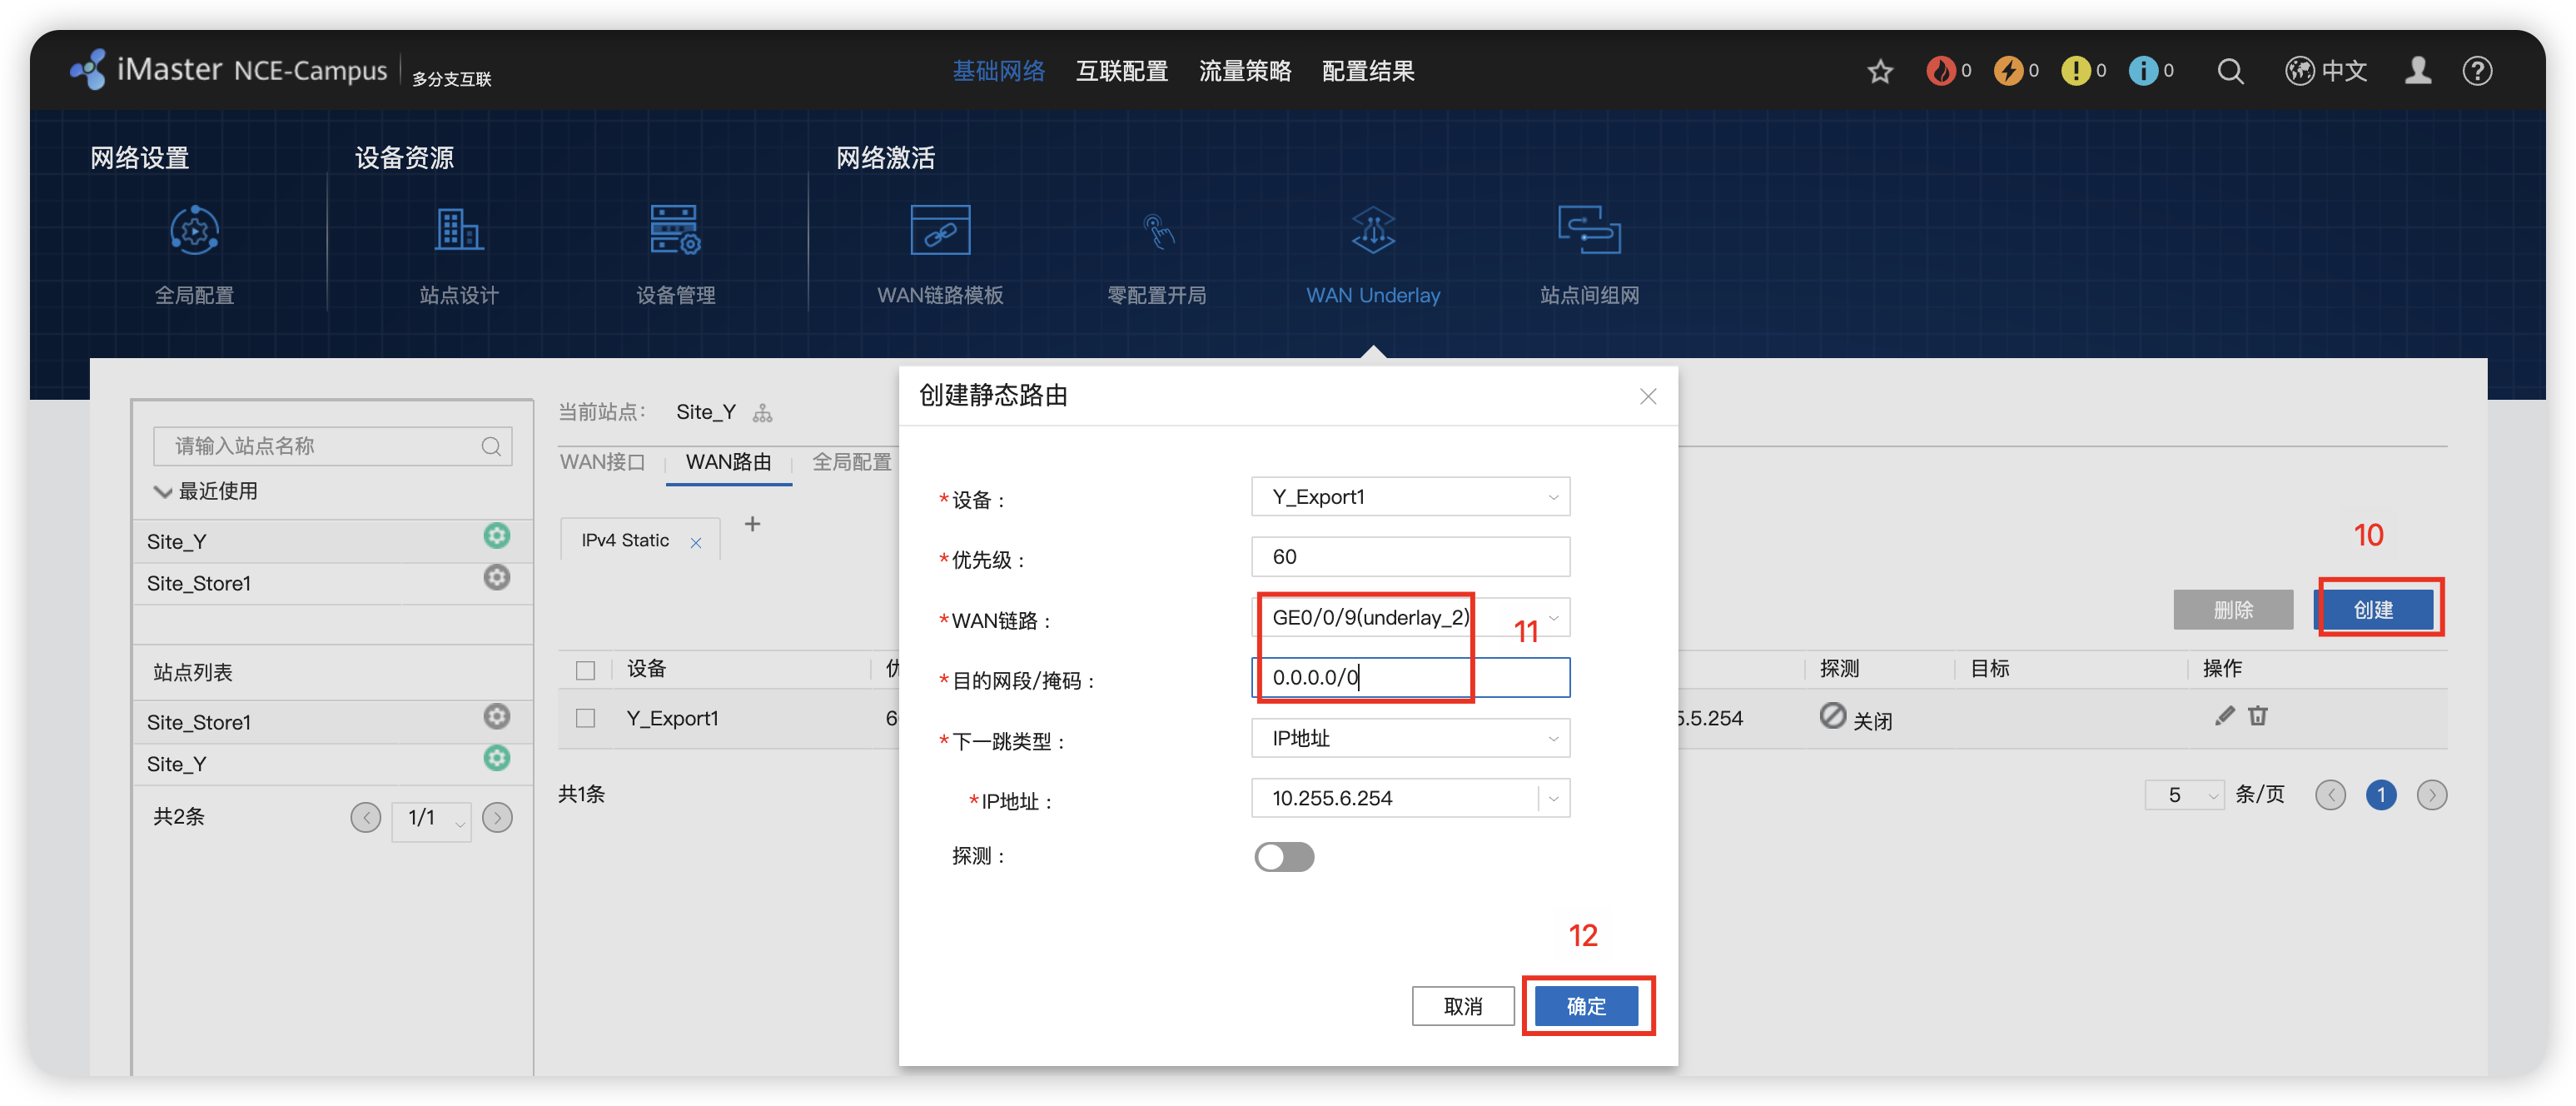 iMaster NCE-Campus 多分支互联 基础网络 互联配置 流量策略 配置结果 0 0 0 0 中文
网络设置 设备资源 网络激活
全局配置 站点设计 设备管理 WAN链路模板 零配置开局 WAN Underlay 站点间组网
请输入站点名称
最近使用
Site_Y
Site_Store1
站点列表
Site_Store1
Site_Y
共2条 1/1
当前站点: Site_Y
WAN接口 WAN路由 全局配置
IPv4 Static × +
10
删除 创建
设备 探测 目标 操作
Y_Export1 5.254 关闭
共1条 5 条/页 1
创建静态路由
*设备: Y_Export1
*优先级: 60
*WAN链路: GE0/0/9(underlay_2)
11
*目的网段/掩码: 0.0.0.0/0
*下一跳类型: IP地址
*IP地址: 10.255.6.254
探测:
12
取消 确定